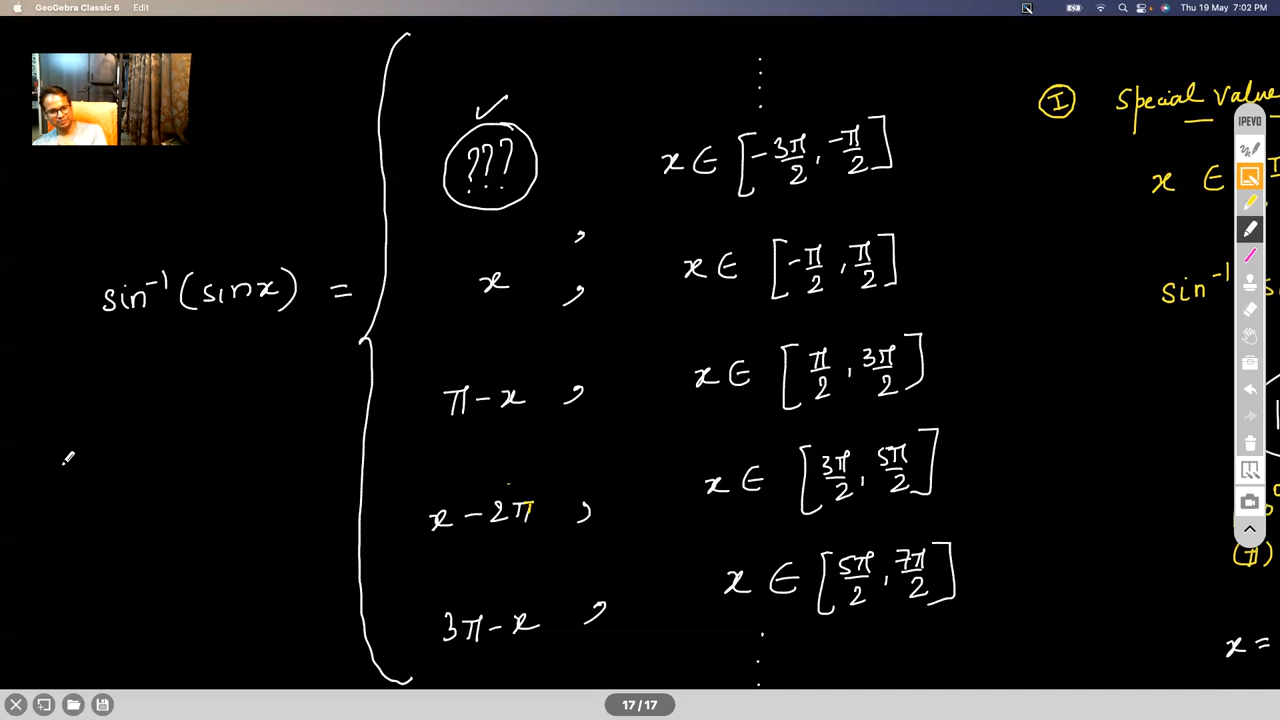 GeoGebra Classic 6 Edit Thu 19 May 7:02 PM
I Special Value
IPEVO
??? , x ∈ [-3π/2, -π/2]
x ∈
sin⁻¹(sinx) = x , x ∈ [-π/2, π/2]
sin⁻¹
π-x , x ∈ [π/2, 3π/2]
x-2π , x ∈ [3π/2, 5π/2]
(π)
3π-x , x ∈ [5π/2, 7π/2]
x =
17/17